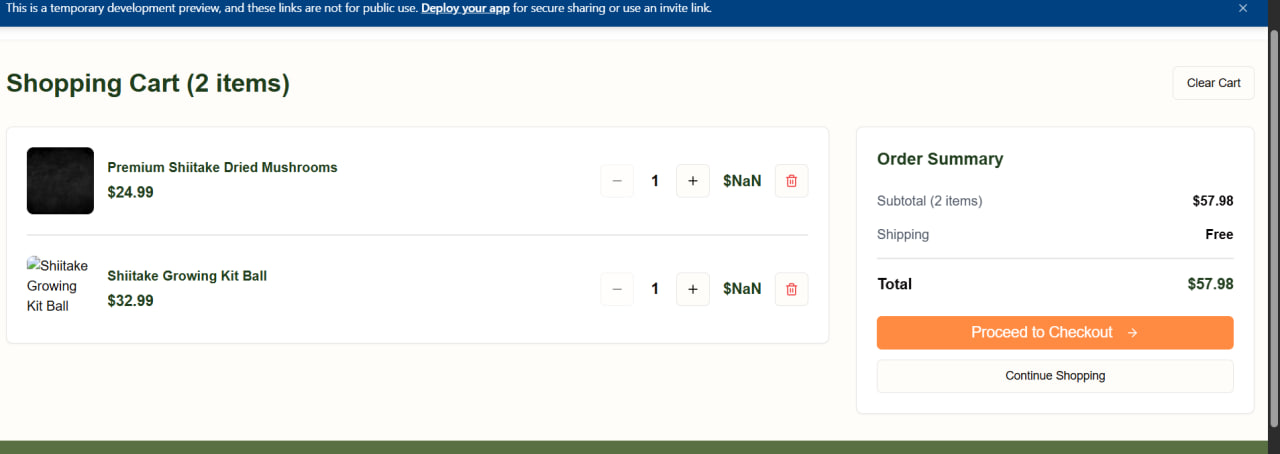 This is a temporary development preview, and these links are not for public use. Deploy your app for secure sharing or use an invite link.
Shopping Cart (2 items)
Clear Cart
Premium Shiitake Dried Mushrooms
$24.99
1
$NaN
Shiitake
Growing
Kit Ball
Shiitake Growing Kit Ball
$32.99
1
$NaN
Order Summary
Subtotal (2 items) $57.98
Shipping Free
Total $57.98
Proceed to Checkout →
Continue Shopping